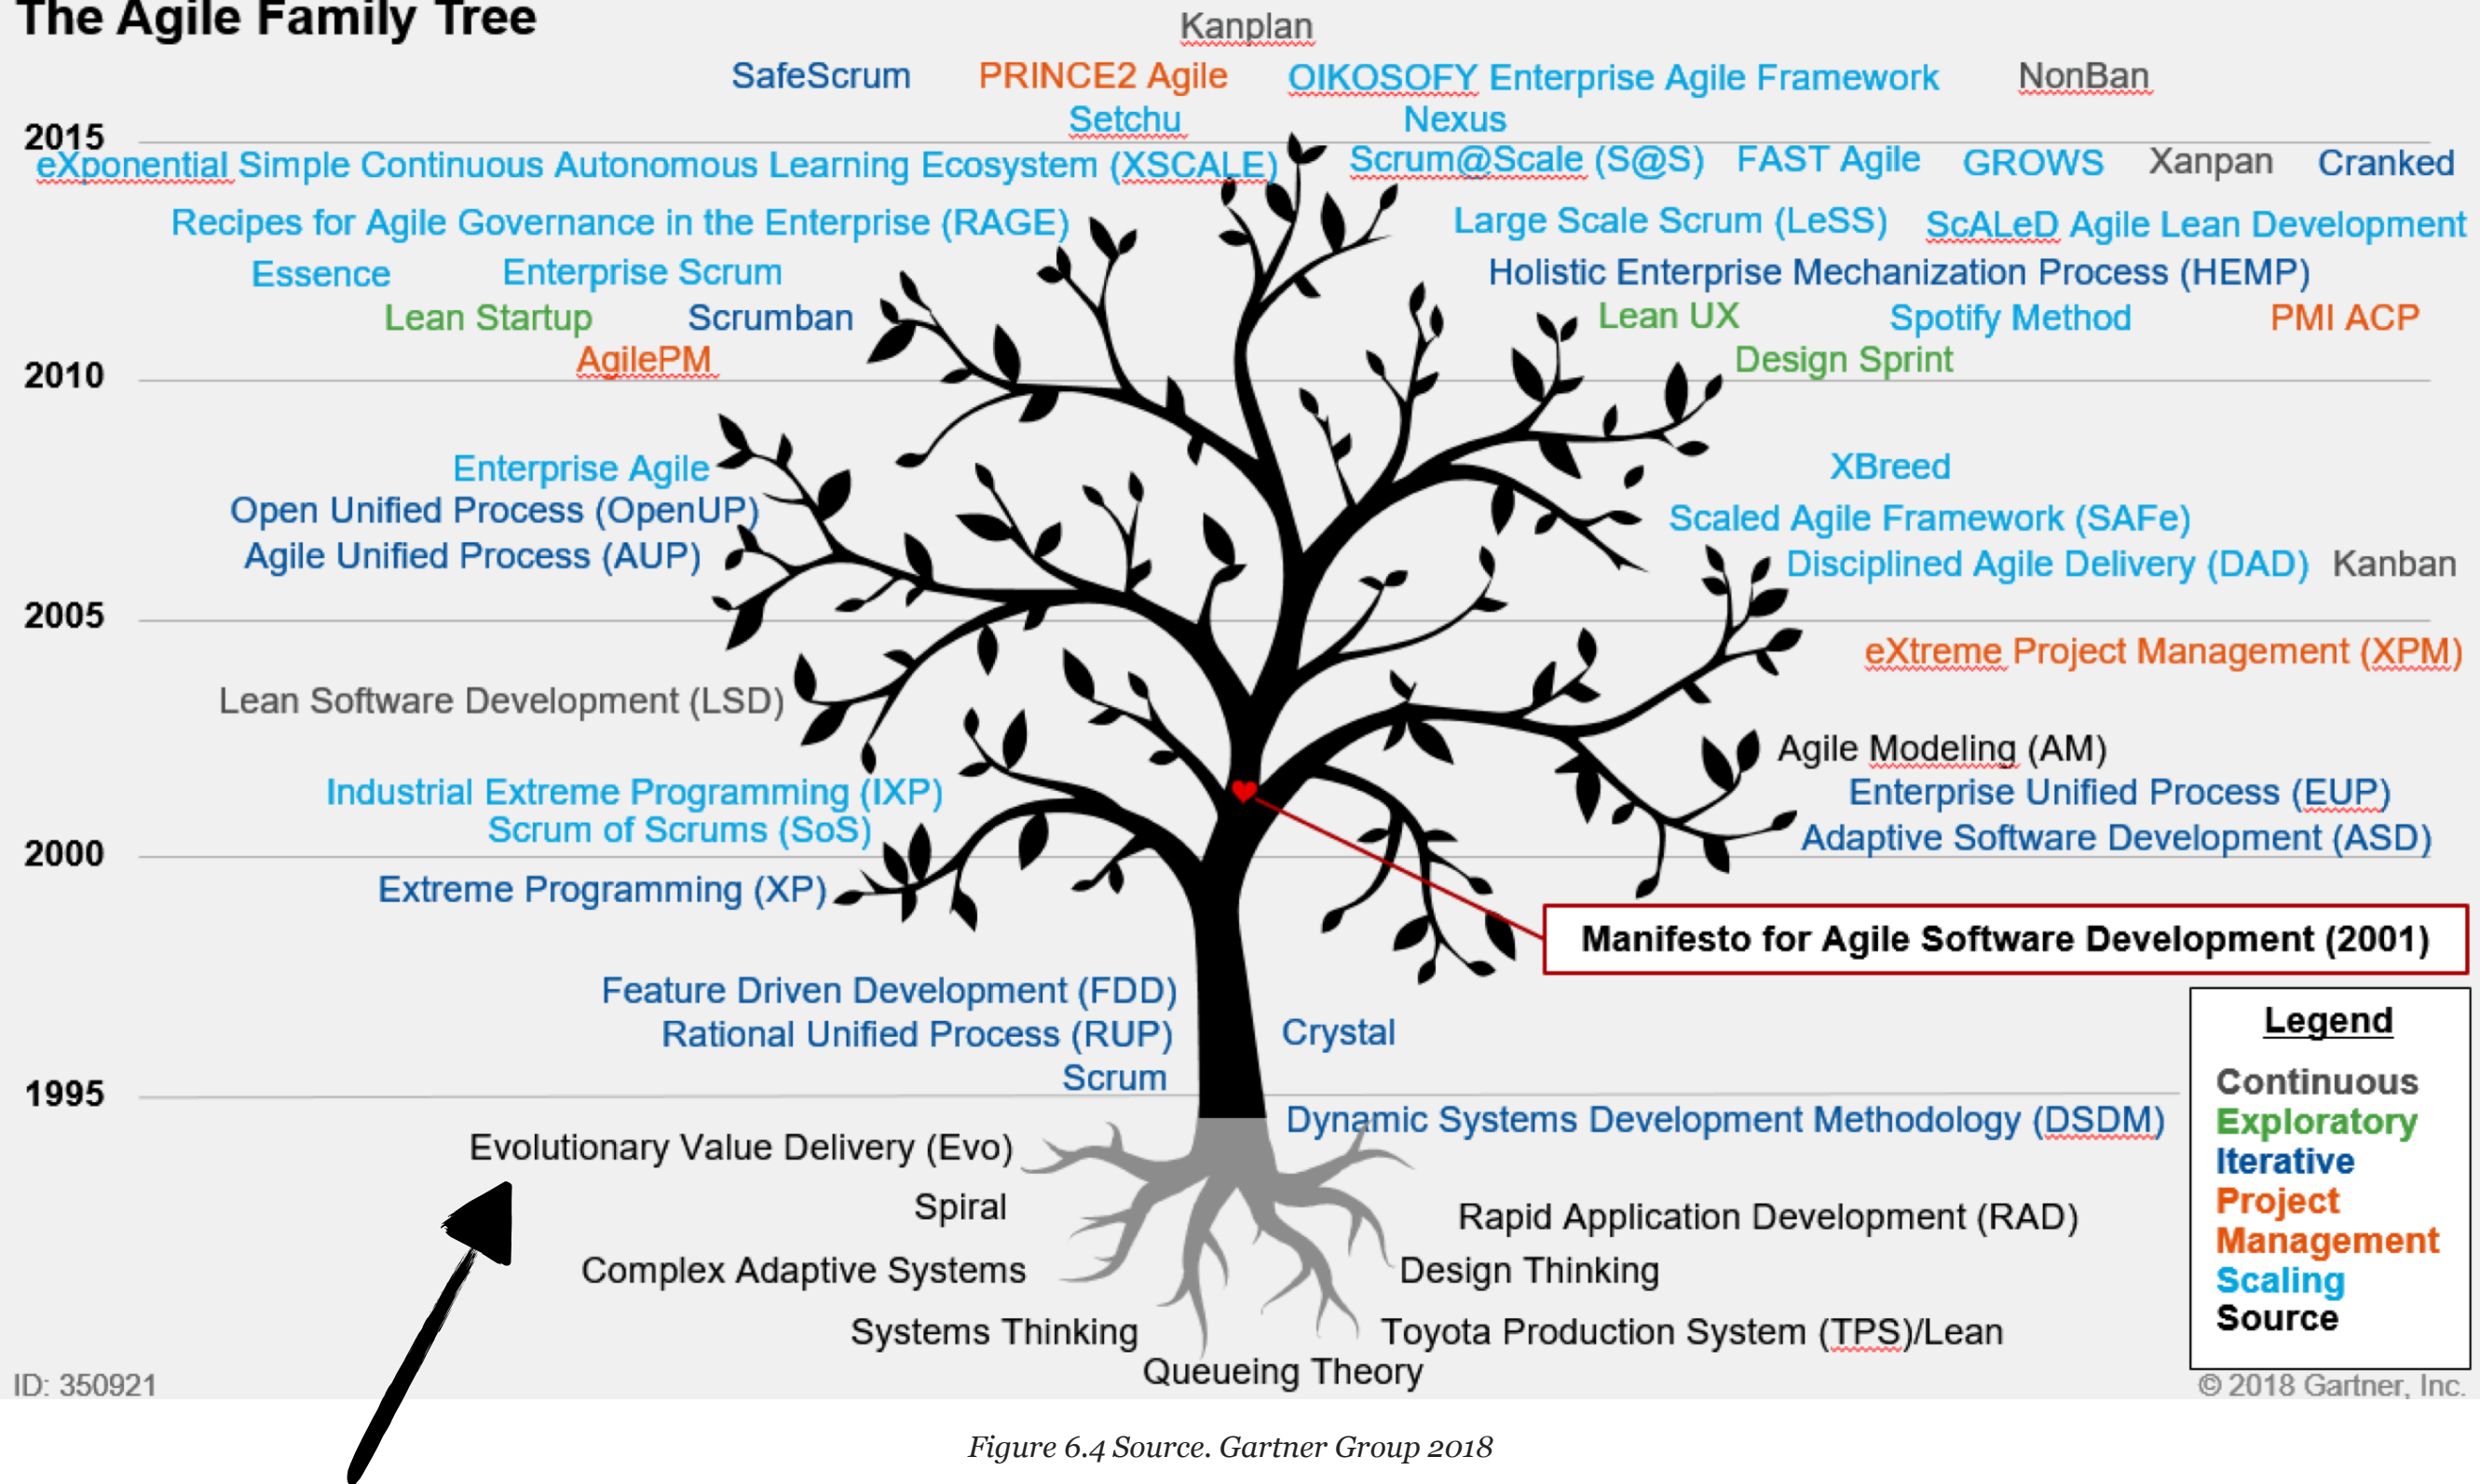 The Agile Family Tree
Kanplan
SafeScrum PRINCE2 Agile OIKOSOFY Enterprise Agile Framework NonBan
Setchu Nexus
2015
eXponential Simple Continuous Autonomous Learning Ecosystem (XSCALE) Scrum@Scale (S@S) FAST Agile GROWS Xanpan Cranked
Recipes for Agile Governance in the Enterprise (RAGE) Large Scale Scrum (LeSS) ScALeD Agile Lean Development
Essence Enterprise Scrum Holistic Enterprise Mechanization Process (HEMP)
Lean Startup Scrumban Lean UX Spotify Method PMI ACP
AgilePM Design Sprint
2010
Enterprise Agile XBreed
Open Unified Process (OpenUP) Scaled Agile Framework (SAFe)
Agile Unified Process (AUP) Disciplined Agile Delivery (DAD) Kanban
2005
eXtreme Project Management (XPM)
Lean Software Development (LSD)
Agile Modeling (AM)
Industrial Extreme Programming (IXP) Enterprise Unified Process (EUP)
Scrum of Scrums (SoS) Adaptive Software Development (ASD)
2000
Extreme Programming (XP)
Manifesto for Agile Software Development (2001)
Feature Driven Development (FDD)
Rational Unified Process (RUP) Crystal
Scrum
1995
Dynamic Systems Development Methodology (DSDM)
Evolutionary Value Delivery (Evo)
Spiral Rapid Application Development (RAD)
Complex Adaptive Systems Design Thinking
Systems Thinking Toyota Production System (TPS)/Lean
Queueing Theory
Legend
Continuous
Exploratory
Iterative
Project
Management
Scaling
Source
ID: 350921 © 2018 Gartner, Inc.
Figure 6.4 Source. Gartner Group 2018